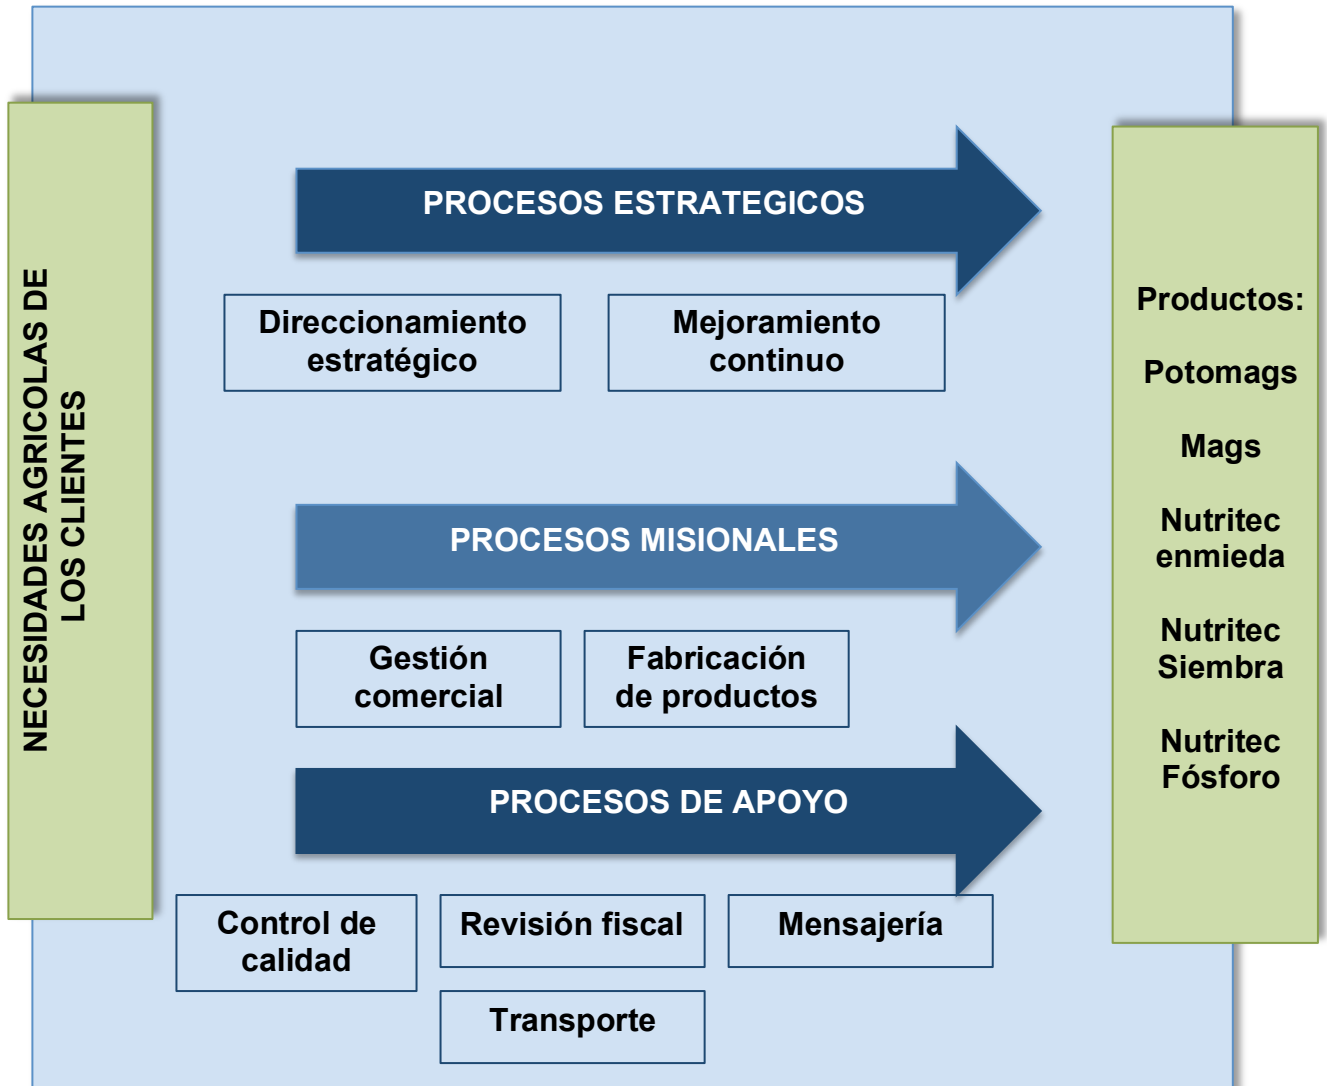 NECESIDADES AGRICOLAS DE
LOS CLIENTES
PROCESOS ESTRATEGICOS
Direccionamiento
estratégico
Mejoramiento
continuo
PROCESOS MISIONALES
Gestión
comercial
Fabricación
de productos
PROCESOS DE APOYO
Control de
calidad
Revisión fiscal
Mensajería
Transporte
Productos:
Potomags
Mags
Nutritec
enmieda
Nutritec
Siembra
Nutritec
Fósforo